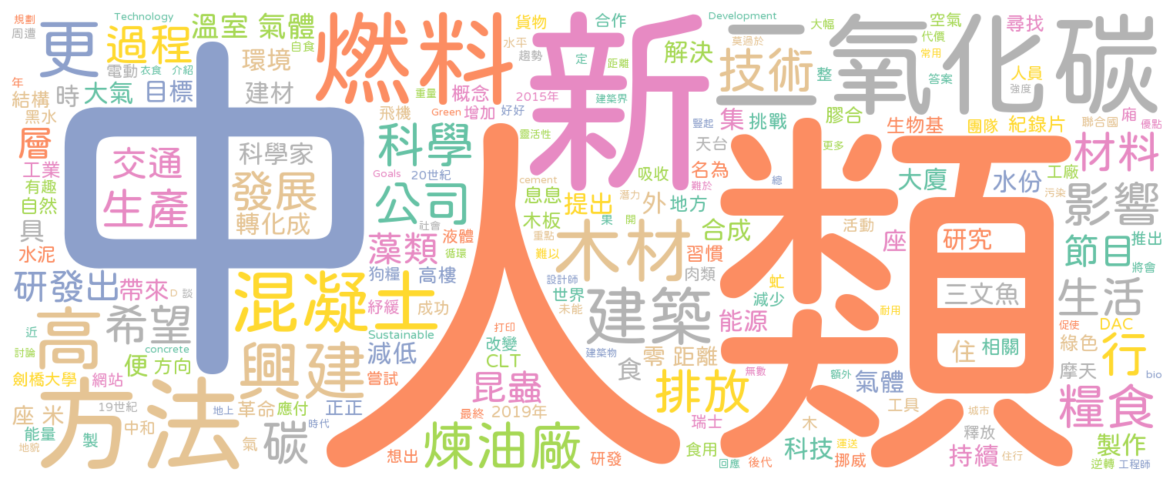 規劃
Technology
溫室 氣體
貨物
合作
Development
大幅
空氣
尋找
周遭
更
過程
自食
燃料
水平
新
莫過於
代價
常用
電動
衣食
介紹
環境
趨勢
定
距離
解決
技術
整
二氧化碳
答案
人員
強度
年
結構
時
大氣
目標
建材
重量
概念
2015年
建築界
黑水
飛機
Green
增加
好好
豎起
集
挑戰
膠合
生物基
團隊
紀錄片
聯合國
廂
優點
層
中
交通
科學家
科學
靈活性
天台
人類
更多
材料
工業
生產
發展
Goals
20世紀
cement
吸收
名為
難於
總
大廈
水份
工廠
污染
有趣
自然
轉化成
公司
息息
潛力
提出
外
地方
影響
具
水泥
社會
木板
果
開
活動
座
研究
節目
推出
藻類
液體
循環
重點
難以
木材
合成
習慣
將會
研發出
帶來
D
談
狗糧
高樓
設計師
世界
肉類
虻
減少
三文魚
生活
近
高
希望
混凝土
紓緩
成功
未能
建築
能源
耐用
討論
concrete
便
方向
Sustainable
打印
改變
減低
CLT
建築物
零 距離
食
住
相關
促使
DAC
綠色
行
劍橋大學
網站
興建
嘗試
昆蟲
無數
額外
氣體
摩天
bio
座
米
19世紀
地上
革命
應付
正正
時代
最終
2019年
排放
工具
城市
糧食
能量
方法
製
中和
地貌
氣
碳
煉油廠
瑞士
木
運送
釋放
製作
想出
研發
食用
回應
科技
後代
挪威
持續
住行
逆轉
工程師